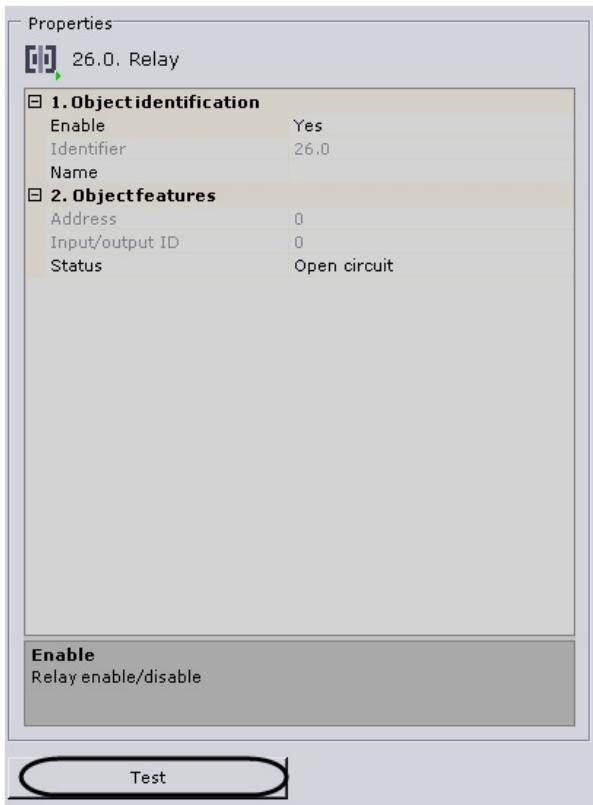 Properties
26.0. Relay
1. Object identification
Enable Yes
Identifier 26.0
Name
2. Object features
Address 0
Input/output ID 0
Status Open circuit
Enable
Relay enable/disable
Test